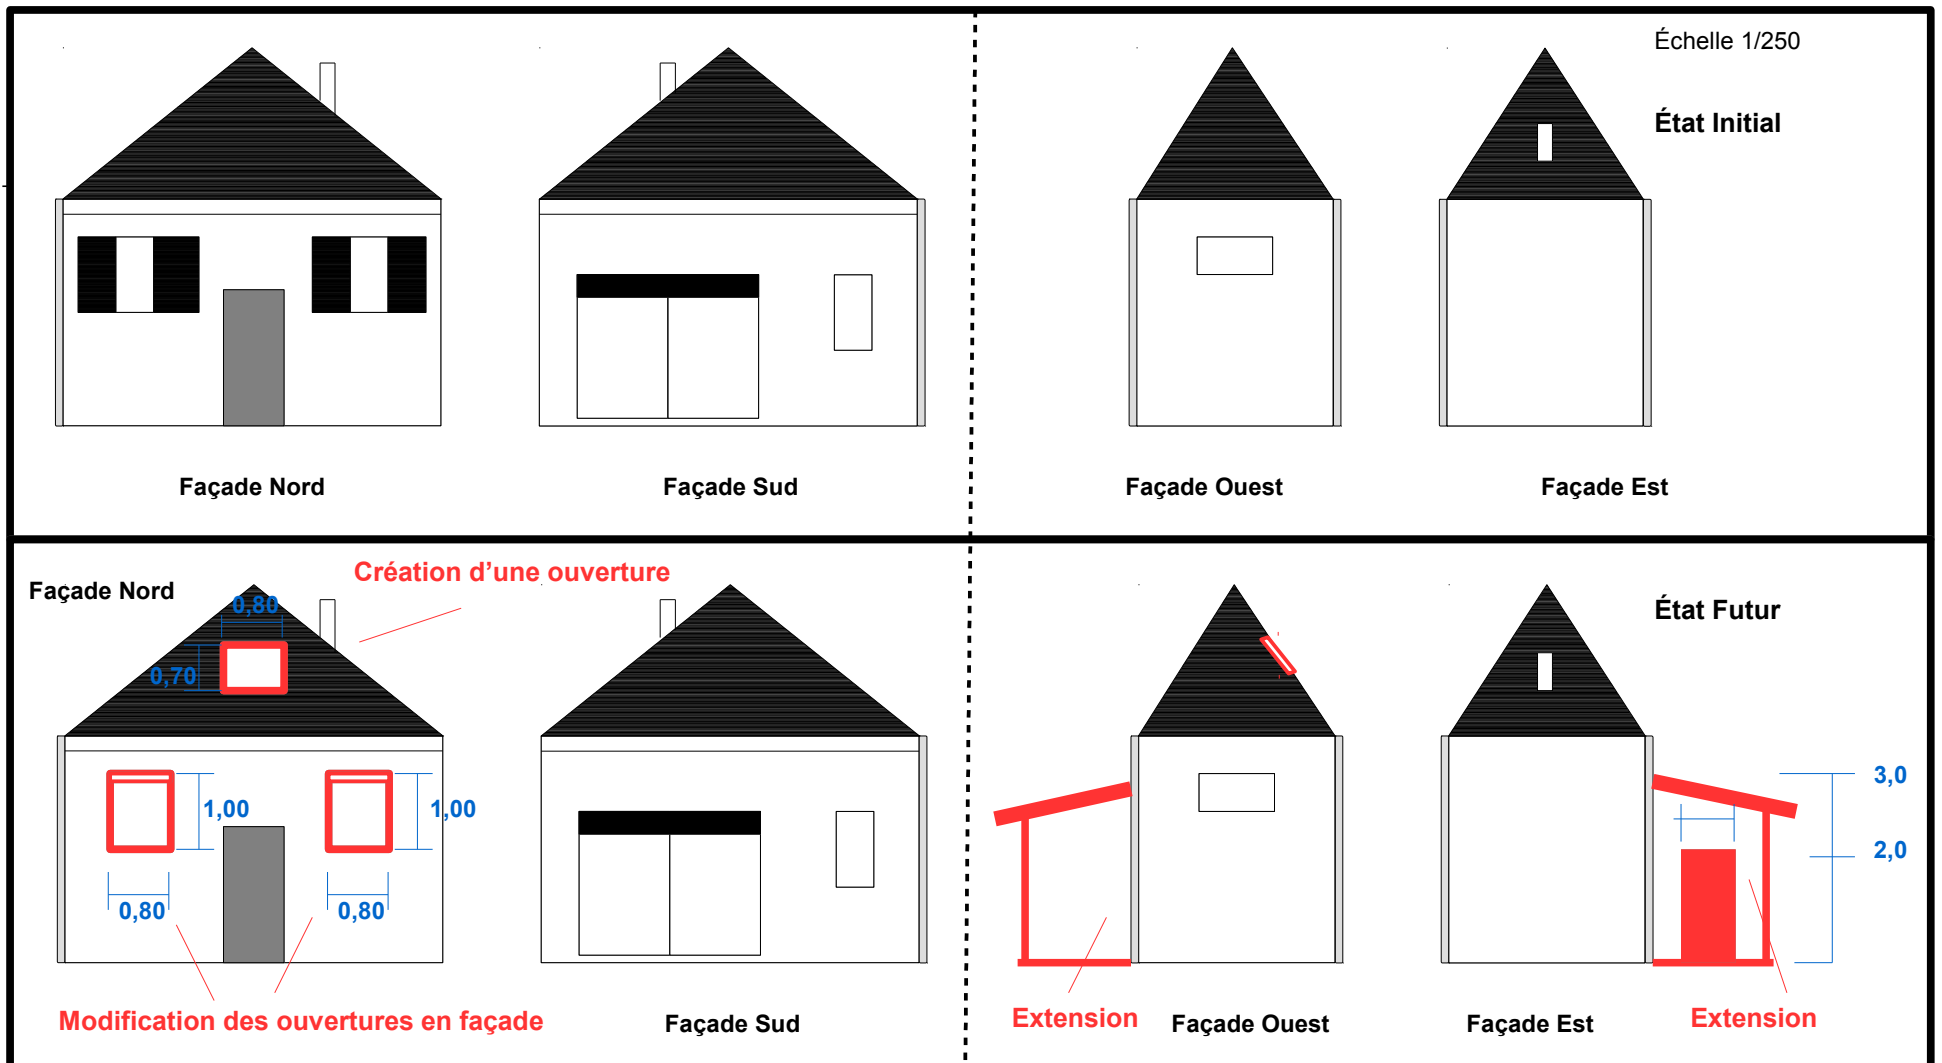 Échelle 1/250
État Initial
Façade Nord
Façade Sud
Façade Ouest
Façade Est
Création d’une ouverture
Façade Nord
0,80
État Futur
0,70
3,0
1,00
1,00
2,0
0,80
0,80
Modification des ouvertures en façade
Façade Sud
Extension
Façade Ouest
Façade Est
Extension